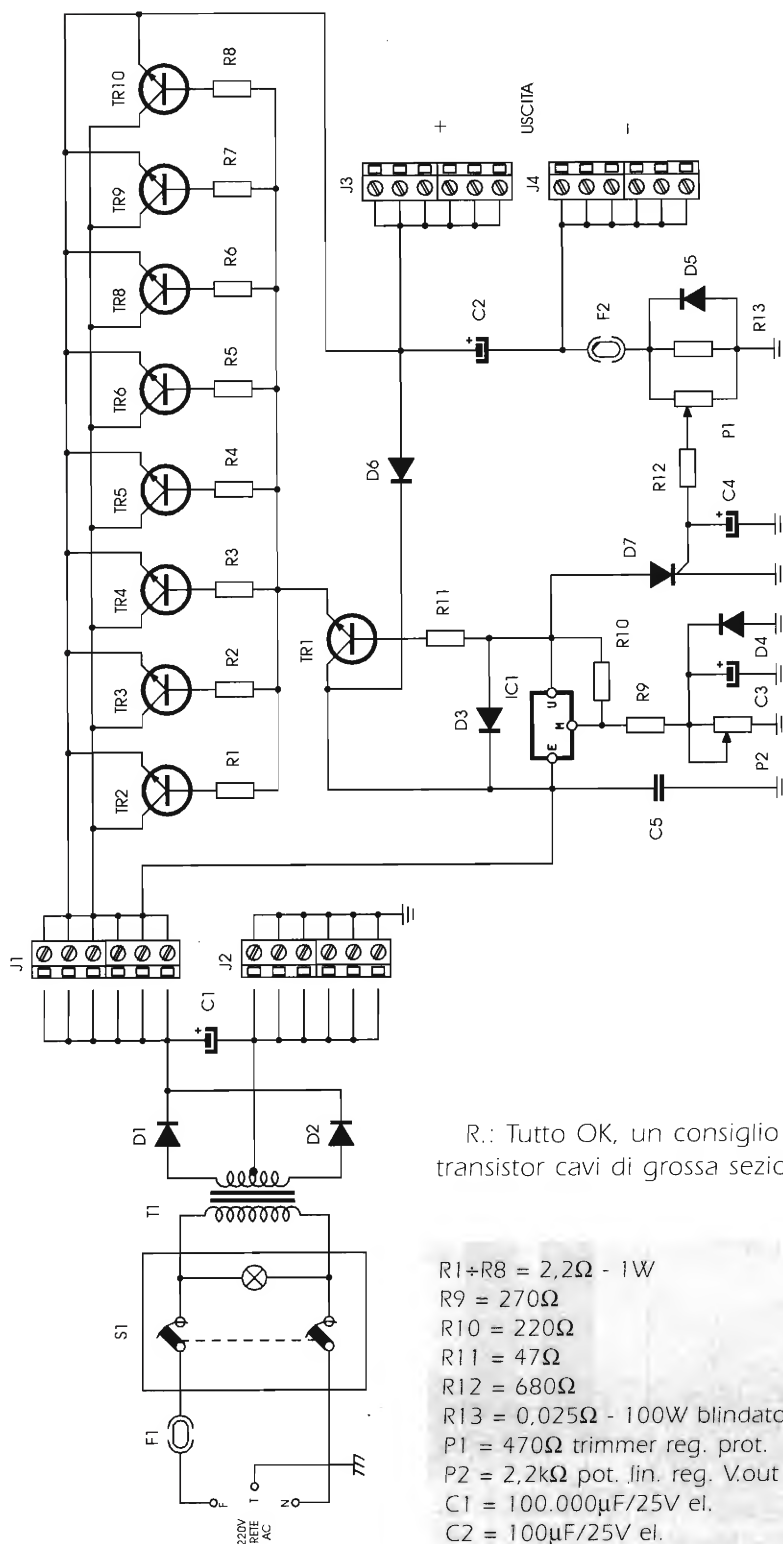 TR10
R8
TR9
R7
TR8
R6
TR6
R5
TR5
R4
TR4
R3
TR3
R2
TR2
R1
J3
+
USCITA
-
J4
C2
+
F2
D5
R13
P1
R12
D6
D7
C4
+
TR1
R11
D3
IC1
E
M
U
R10
R9
D4
C3
+
P2
C5
J1
J2
C1
+
D1
D2
T1
S1
F1
F
T
N
220V
RETE
AC
R.: Tutto OK, un consiglio
transistor cavi di grossa sezio
R1÷R8 = 2,2Ω - 1W
R9 = 270Ω
R10 = 220Ω
R11 = 47Ω
R12 = 680Ω
R13 = 0,025Ω - 100W blindato
P1 = 470Ω trimmer reg. prot.
P2 = 2,2kΩ pot. lin. reg. Vout
C1 = 100.000µF/25V el.
C2 = 100µF/25V el.